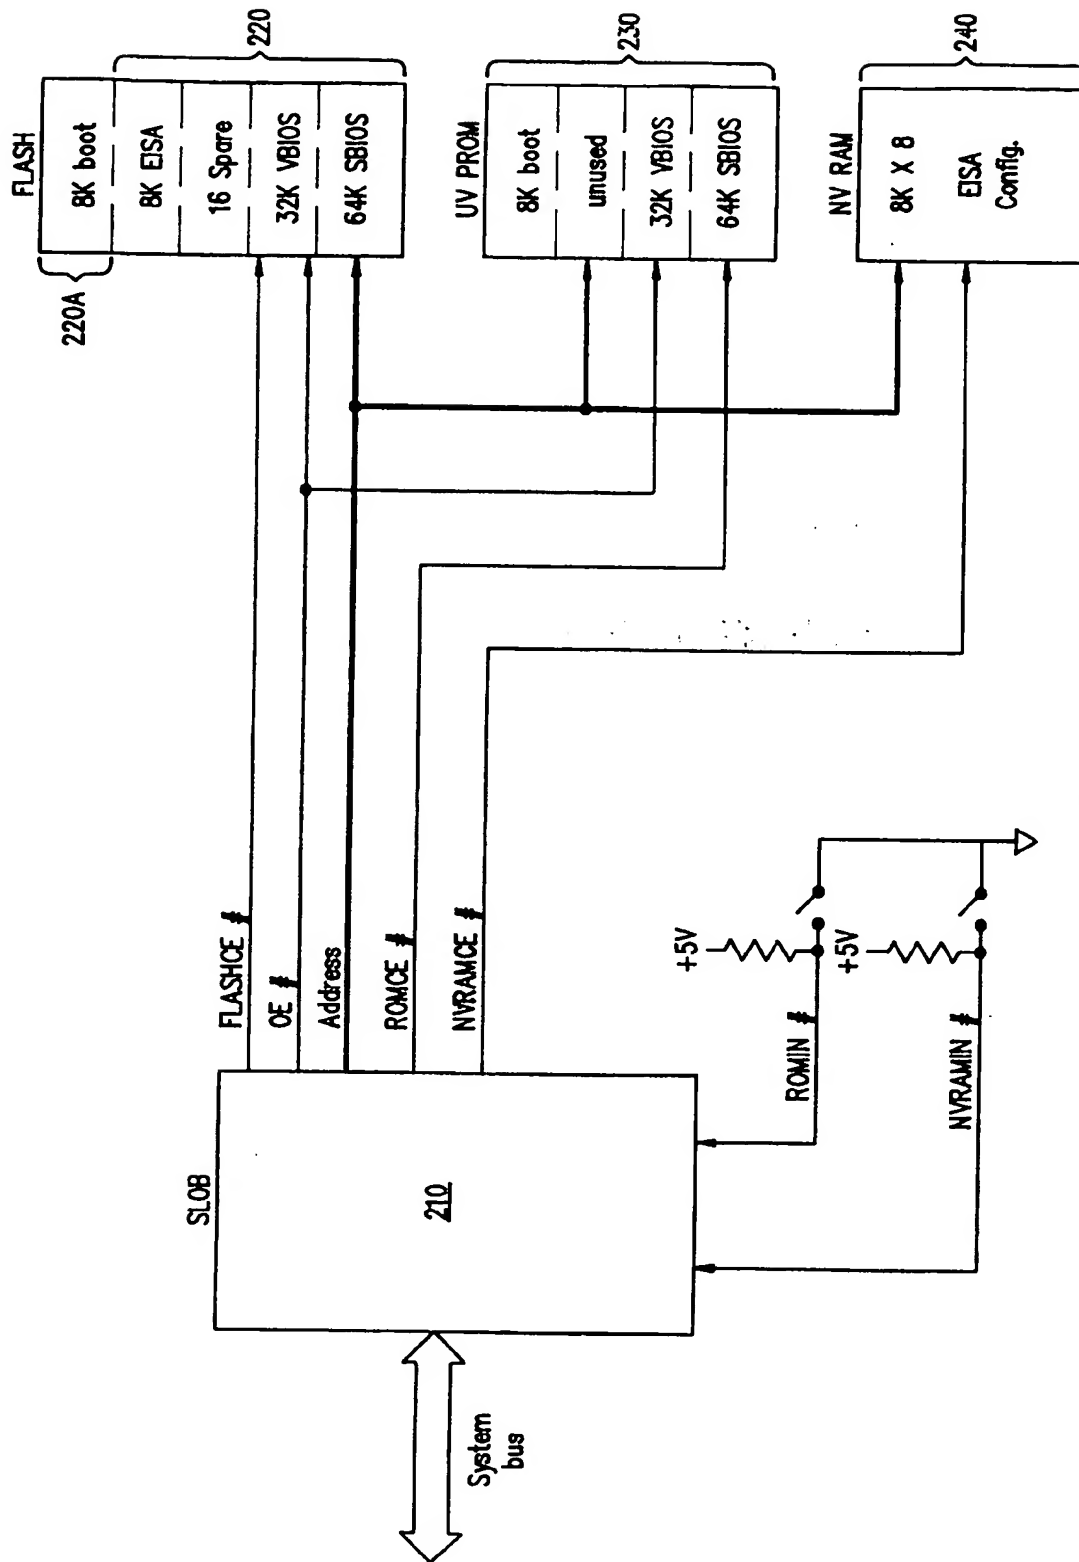 FLASH
220A
8K boot
8K EISA
16 Spare
32K VBIOS
64K SBIOS
220
UV PROM
8K boot
unused
32K VBIOS
64K SBIOS
230
NV RAM
8K X 8
EISA
Config.
240
SLOB
210
FLASHCE #
OE #
Address
ROMCE #
NVRAMCE #
+5V
ROMIN #
+5V
NVRAMIN #
System
bus